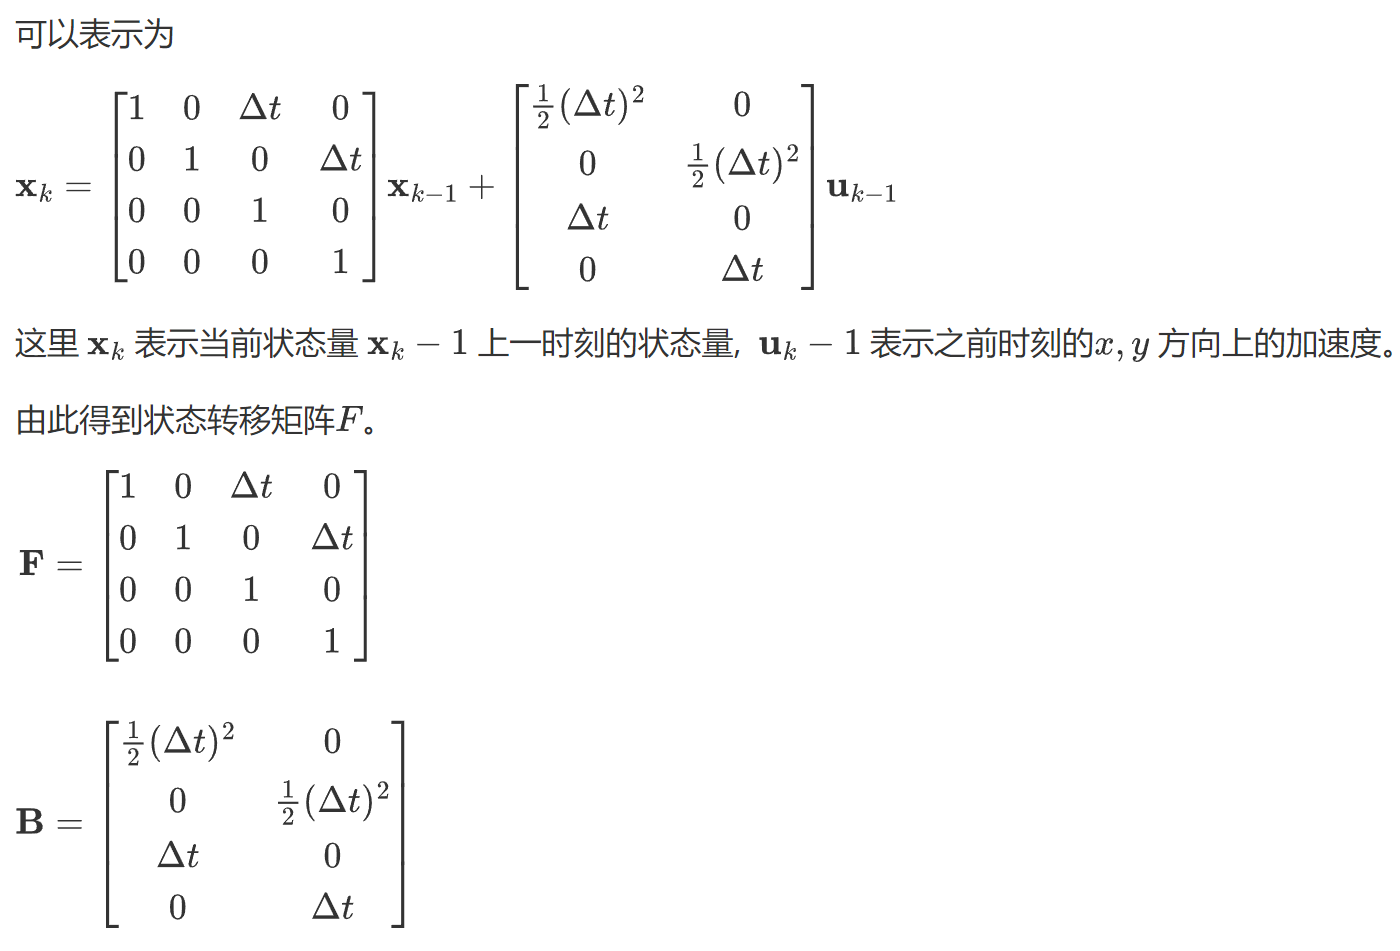 可以表示为
$\mathbf{x}_k = \begin{bmatrix} 1 & 0 & \Delta t & 0 \\ 0 & 1 & 0 & \Delta t \\ 0 & 0 & 1 & 0 \\ 0 & 0 & 0 & 1 \end{bmatrix} \mathbf{x}_{k-1} + \begin{bmatrix} \frac{1}{2}(\Delta t)^2 & 0 \\ 0 & \frac{1}{2}(\Delta t)^2 \\ \Delta t & 0 \\ 0 & \Delta t \end{bmatrix} \mathbf{u}_{k-1}$
这里 $\mathbf{x}_k$ 表示当前状态量 $\mathbf{x}_k - 1$ 上一时刻的状态量, $\mathbf{u}_k - 1$ 表示之前时刻的$x, y$ 方向上的加速度。
由此得到状态转移矩阵$F$。
$\mathbf{F} = \begin{bmatrix} 1 & 0 & \Delta t & 0 \\ 0 & 1 & 0 & \Delta t \\ 0 & 0 & 1 & 0 \\ 0 & 0 & 0 & 1 \end{bmatrix}$
$\mathbf{B} = \begin{bmatrix} \frac{1}{2}(\Delta t)^2 & 0 \\ 0 & \frac{1}{2}(\Delta t)^2 \\ \Delta t & 0 \\ 0 & \Delta t \end{bmatrix}$